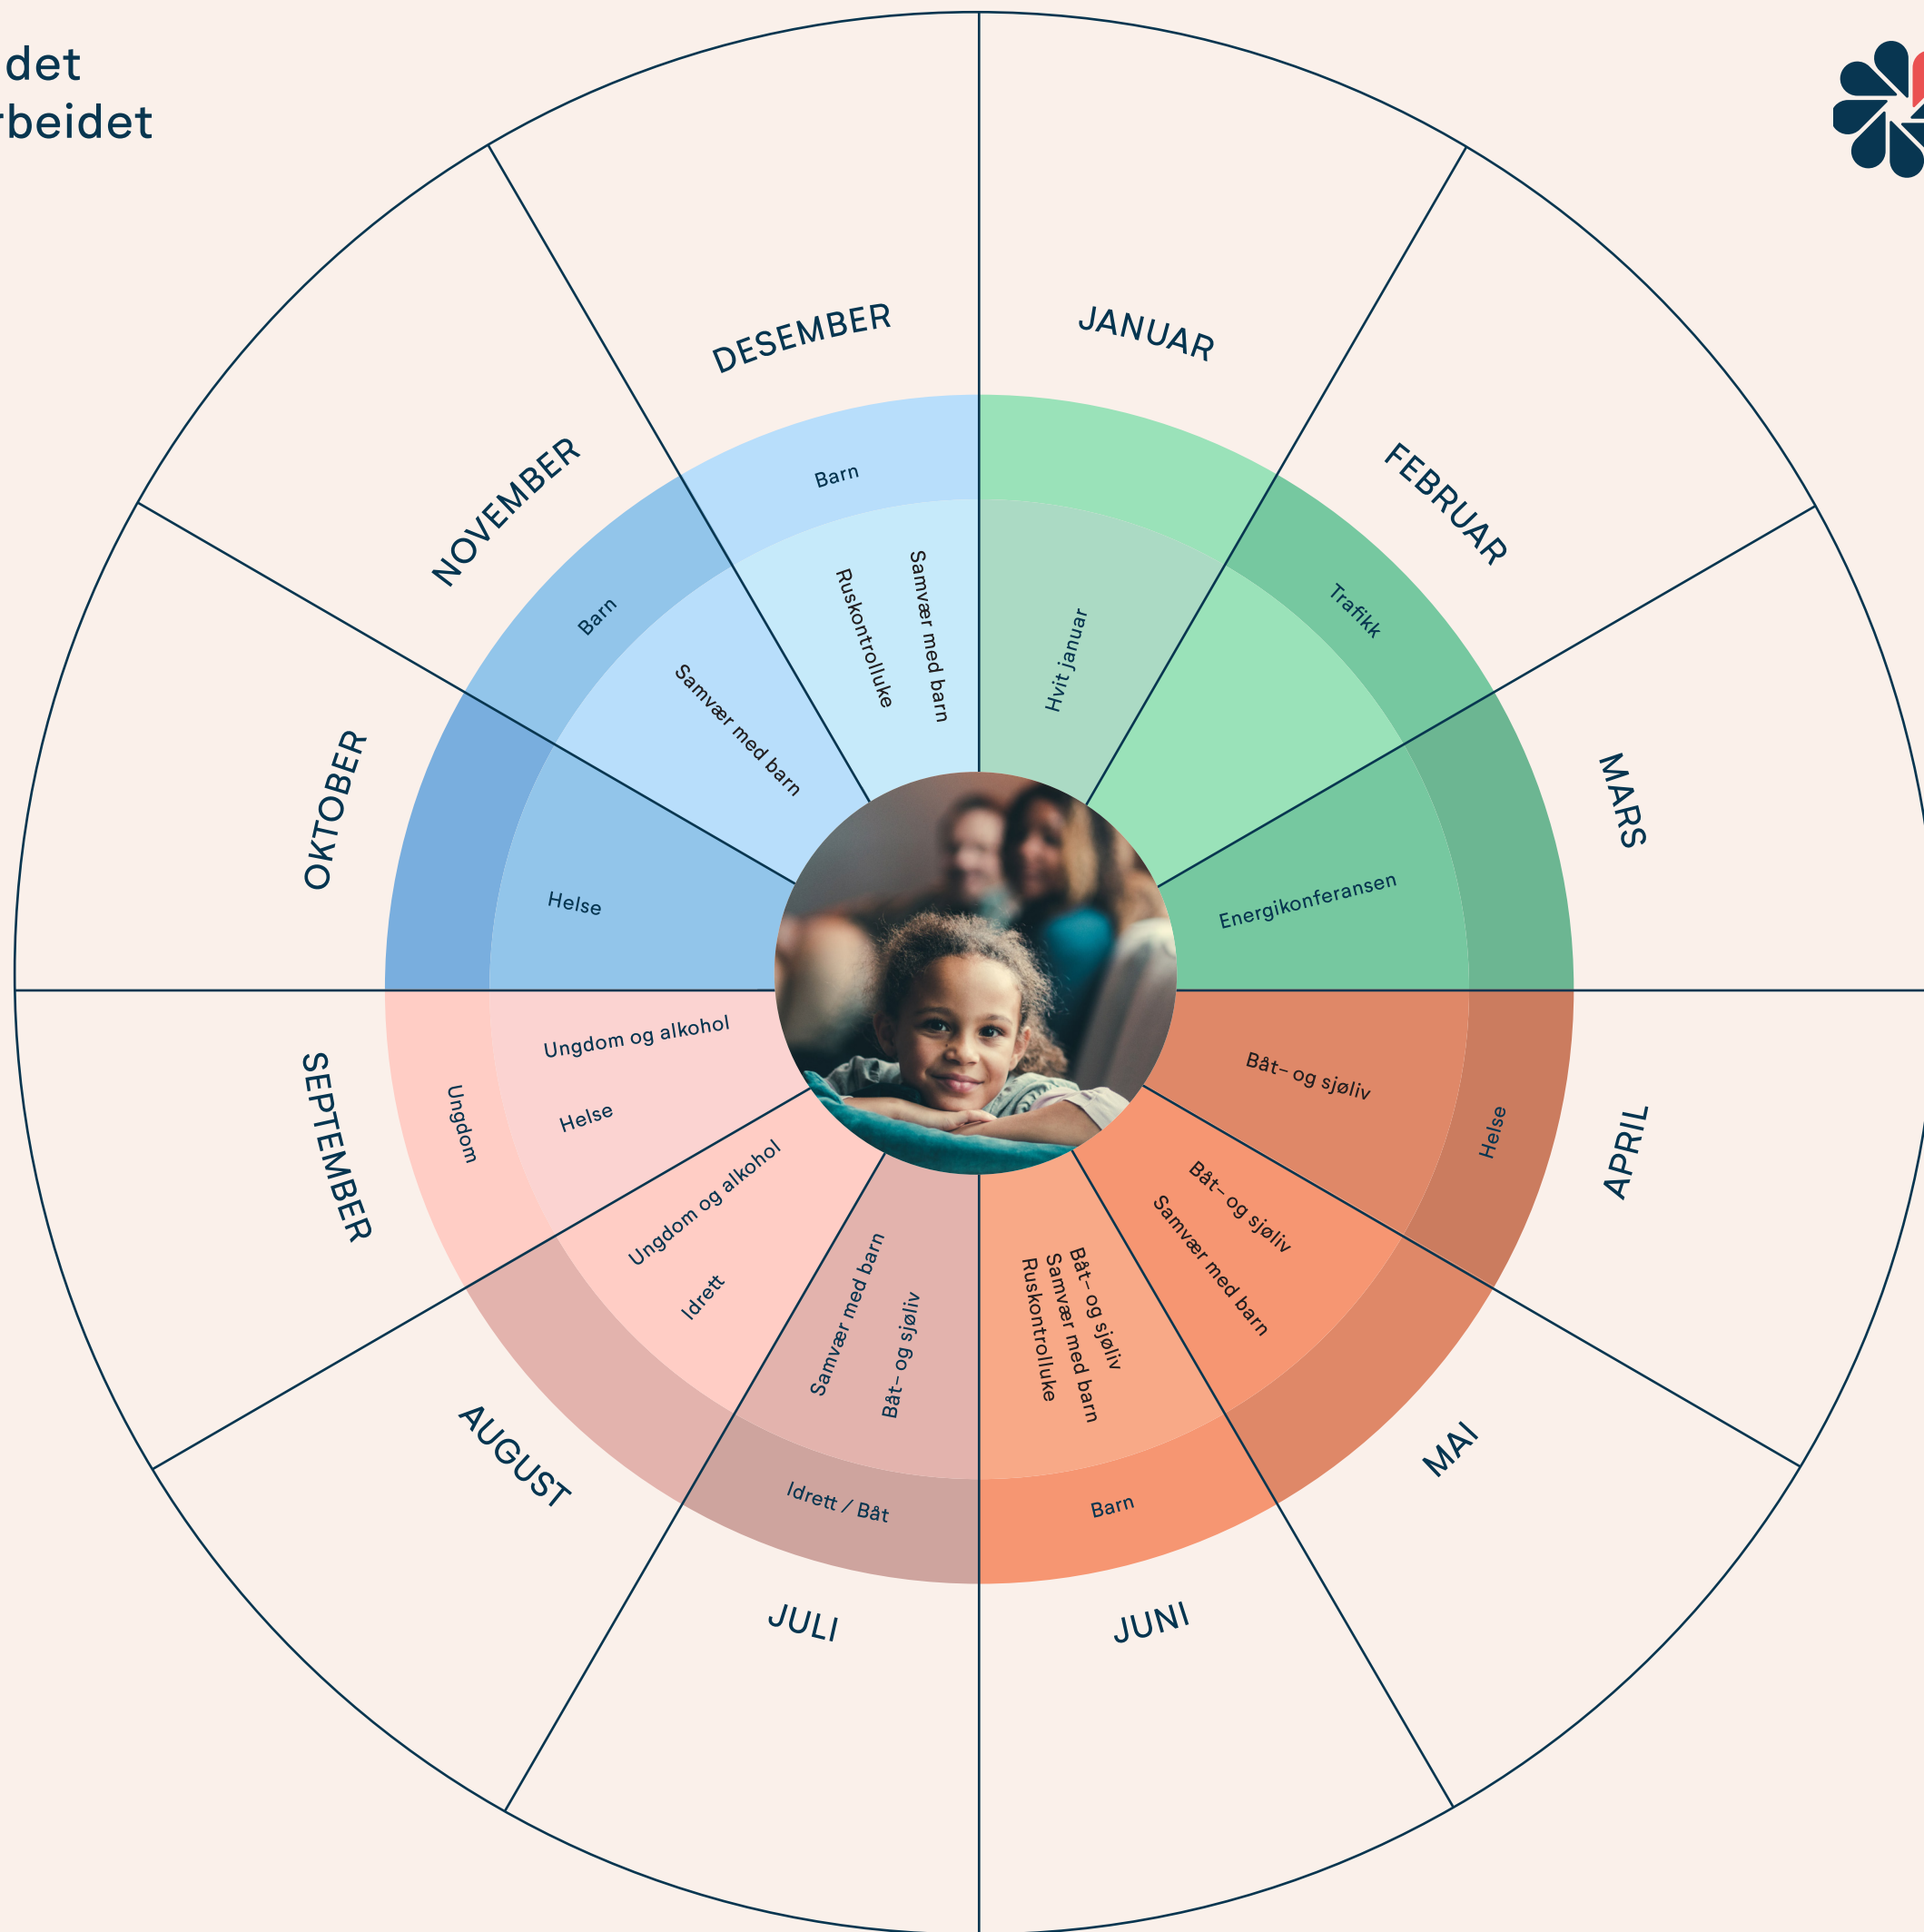 det
rbeidet
JANUAR
Hvit januar
FEBRUAR
Trafikk
MARS
Energikonferansen
APRIL
Helse
Båt- og sjøliv
MAI
Båt- og sjøliv
Samvær med barn
JUNI
Barn
Båt- og sjøliv
Samvær med barn
Ruskontrolluke
JULI
Idrett / Båt
Samvær med barn
Båt- og sjøliv
AUGUST
Ungdom og alkohol
Idrett
SEPTEMBER
Ungdom
Ungdom og alkohol
Helse
OKTOBER
Helse
NOVEMBER
Barn
Samvær med barn
DESEMBER
Barn
Ruskontrolluke
Samvær med barn